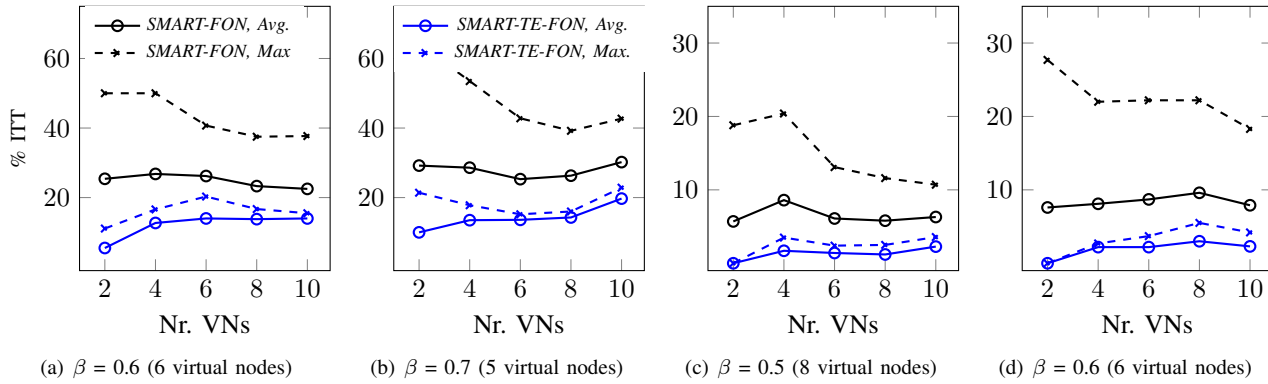 SMART-FON, Avg.
SMART-FON, Max
SMART-TE-FON, Avg.
SMART-TE-FON, Max.
% ITT
60
40
20
2 4 6 8 10
Nr. VNs
(a) β = 0.6 (6 virtual nodes)
60
40
20
2 4 6 8 10
Nr. VNs
(b) β = 0.7 (5 virtual nodes)
30
20
10
2 4 6 8 10
Nr. VNs
(c) β = 0.5 (8 virtual nodes)
30
20
10
2 4 6 8 10
Nr. VNs
(d) β = 0.6 (6 virtual nodes)